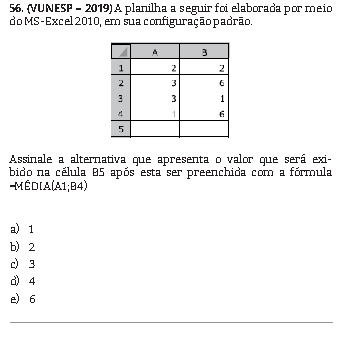 56. (VUNESP – 2019) A planilha a seguir foi elaborada por meio
do MS-Excel 2010, em sua configuração padrão.
A B
1 2 2
2 3 6
3 3 1
4 1 6
5
Assinale a alternativa que apresenta o valor que será exi-
bido na célula B5 após esta ser preenchida com a fórmula
=MÉDIA(A1;B4)
a) 1
b) 2
c) 3
d) 4
e) 6